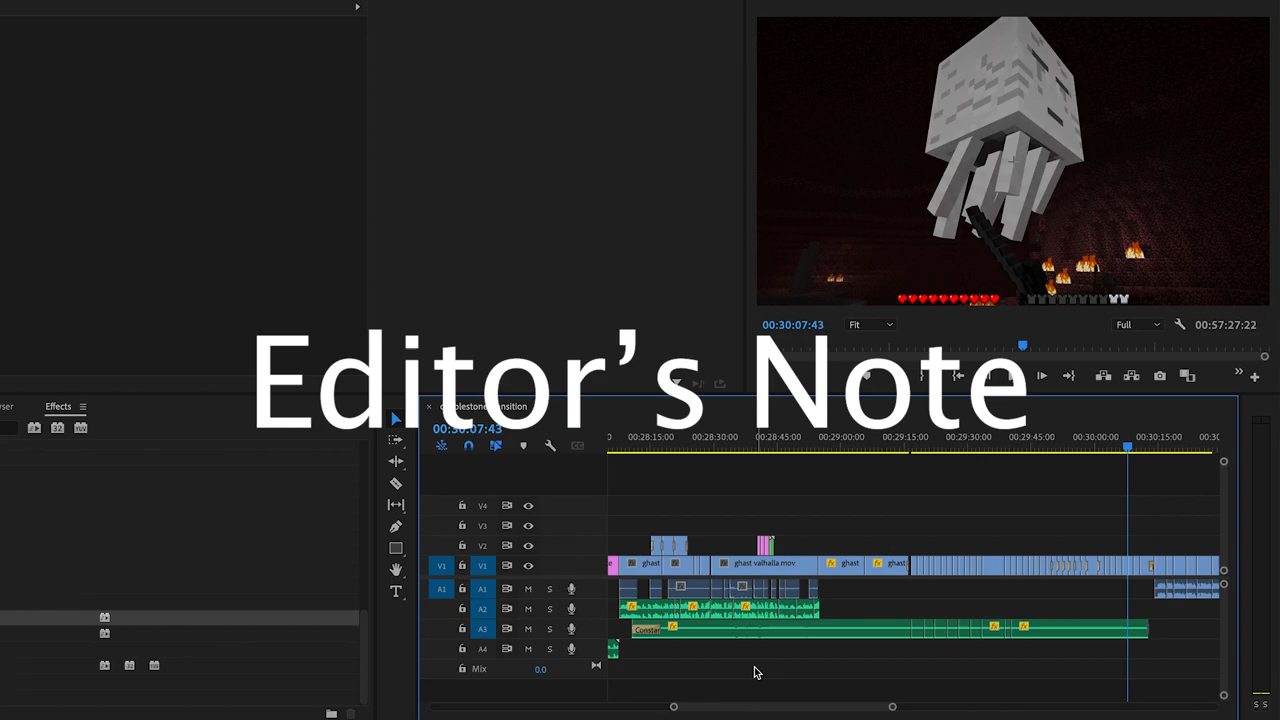 00:30:07:43
Fit
Full
00:57:27:22
Editor's Note
Effects
00:30:07:43
00:28:15:00
00:28:30:00
00:28:45:00
00:29:00:00
00:29:15:00
00:29:30:00
00:29:45:00
00:30:00:00
00:30:15:00
V4
V3
V2
V1 V1 ghast ghast valhalla.mov ghast ghast
A1 A1 M S
A2 M S
A3 M S
A4 M S
Mix 0.0
S S